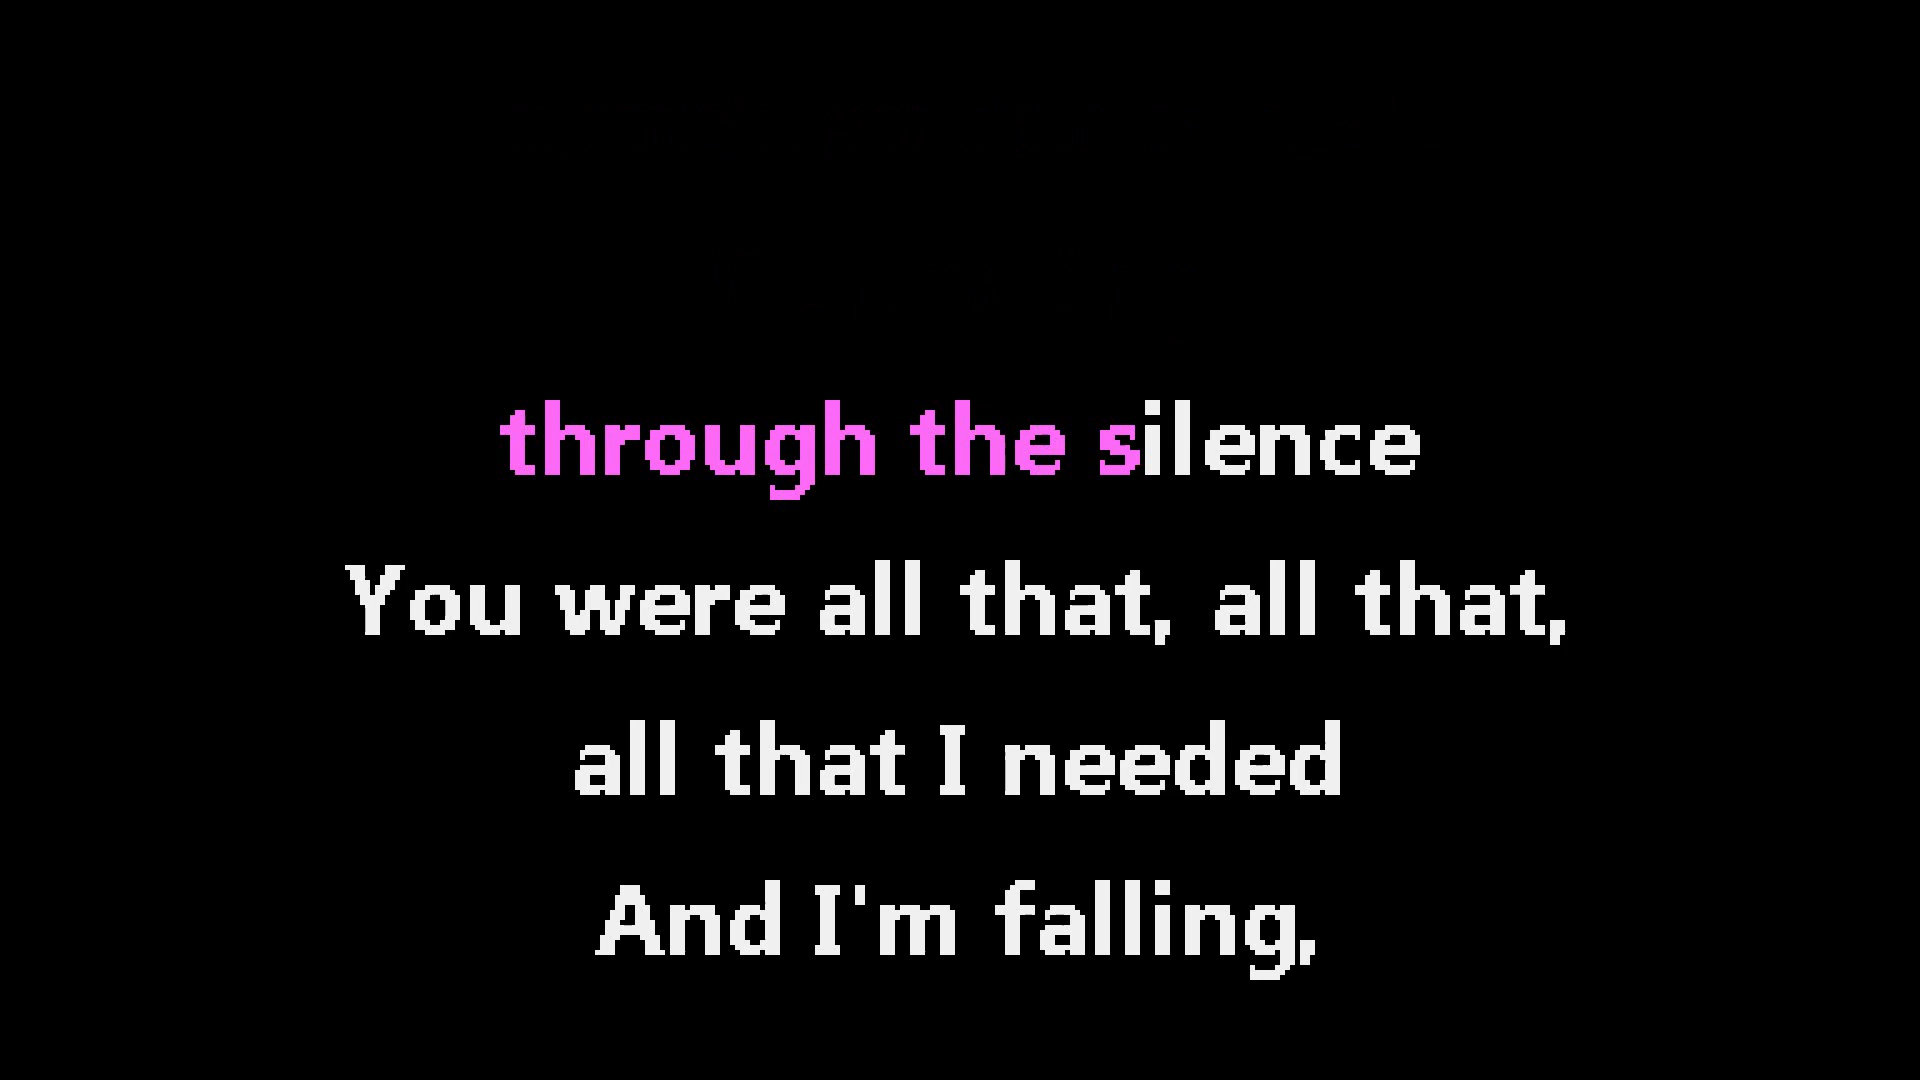 through the silence
You were all that, all that,
all that I needed
And I'm falling,